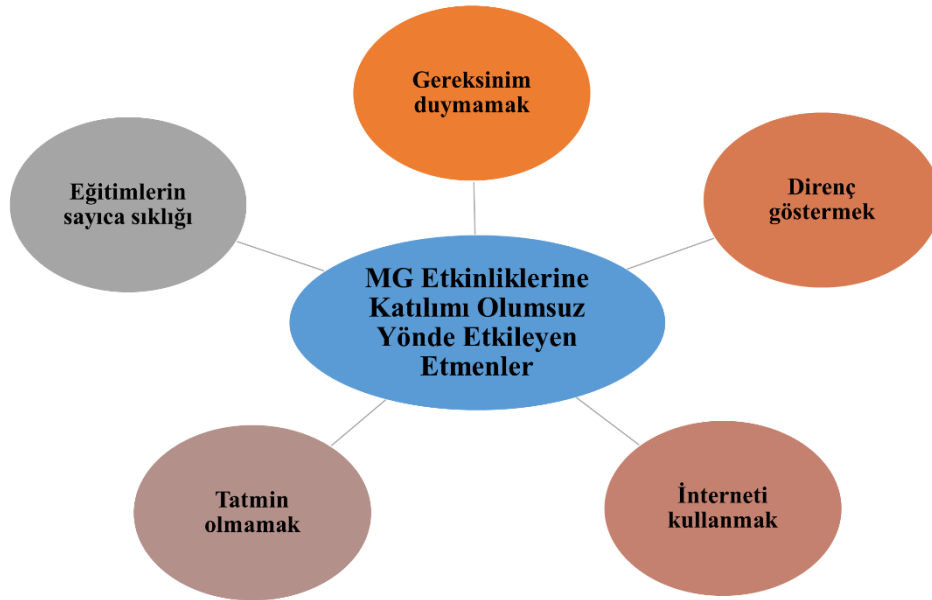 Gereksinim
duymamak
Direnç
göstermek
İnterneti
kullanmak
Tatmin
olmamak
Eğitimlerin
sayıca sıklığı
MG Etkinliklerine
Katılımı Olumsuz
Yönde Etkileyen
Etmenler